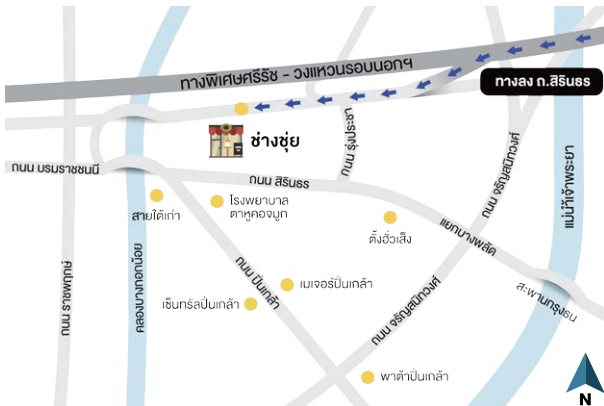 ทางพิเศษศรีรัช - วงแหวนรอบนอกฯ
ทางลง ถ.สิรินธร
ช่างชุ่ย
ถนน รุ่งประชา
ถนน จรัญสนิทวงศ์
แม่น้ำเจ้าพระยา
ถนน บรมราชชนนี
ถนน สิรินธร
สายใต้เก่า
โรงพยาบาล
ตาหูคอจมูก
ตั้งฮั่วเส็ง
แยกบางพลัด
สะพานกรุงธน
ถนน ราชพฤกษ์
คลองบางกอกน้อย
ถนน ปิ่นเกล้า
เมเจอร์ปิ่นเกล้า
เซ็นทรัลปิ่นเกล้า
ถนน จรัญสนิทวงศ์
พาต้าปิ่นเกล้า
N